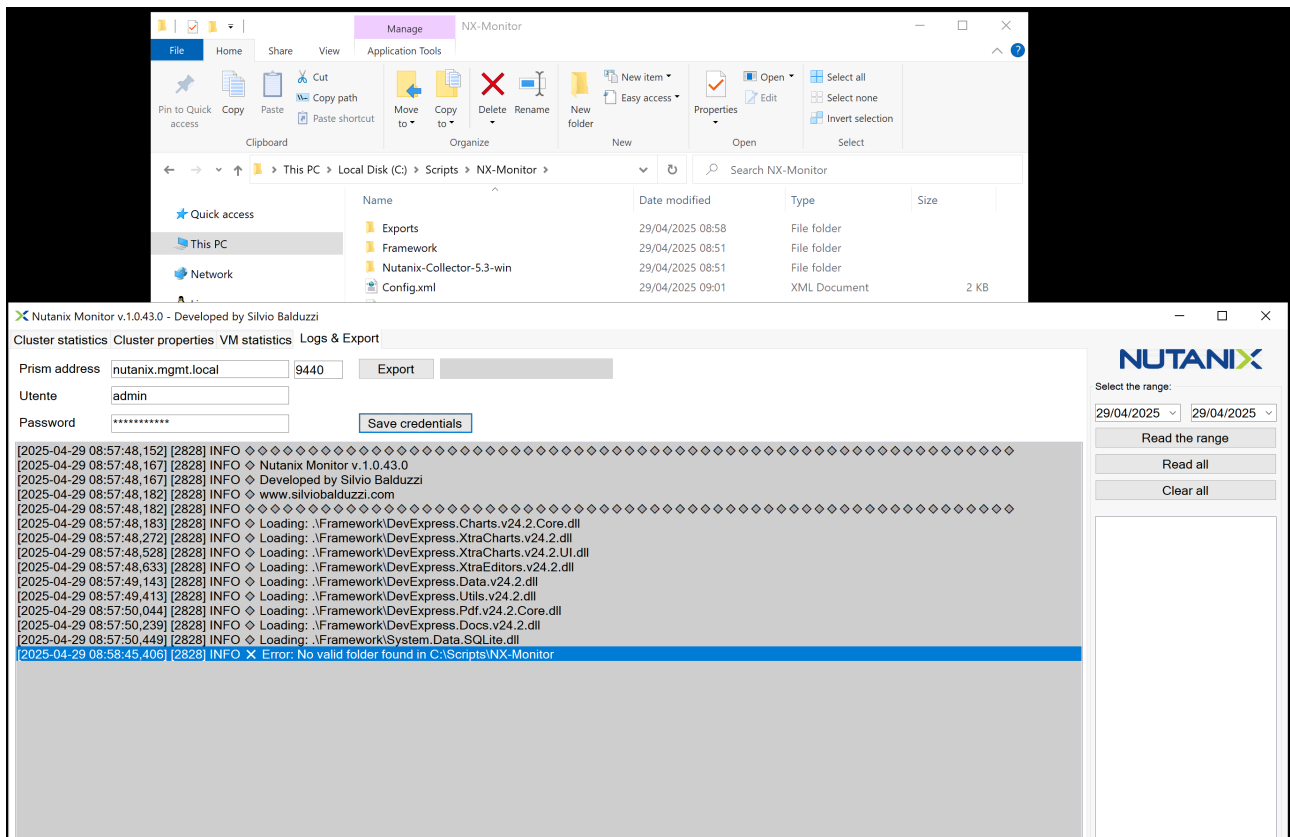 Manage
NX-Monitor
File
Home
Share
View
Application Tools
Pin to Quick access
Copy
Paste
Cut
Copy path
Paste shortcut
Move to
Copy to
Delete
Rename
New folder
New item
Easy access
Properties
Open
Edit
Select all
Select none
Invert selection
Clipboard
Organize
New
Open
Select
This PC > Local Disk (C:) > Scripts > NX-Monitor >
Search NX-Monitor
Name
Date modified
Type
Size
Quick access
This PC
Network
Exports 29/04/2025 08:58 File folder
Framework 29/04/2025 08:51 File folder
Nutanix-Collector-5.3-win 29/04/2025 08:51 File folder
Config.xml 29/04/2025 09:01 XML Document 2 KB
Nutanix Monitor v.1.0.43.0 - Developed by Silvio Balduzzi
Cluster statistics
Cluster properties
VM statistics
Logs & Export
Prism address nutanix.mgmt.local 9440 Export
Utente admin
Password *********** Save credentials
[2025-04-29 08:57:48,152] [2828] INFO ◇◇◇◇◇◇◇◇◇◇◇◇◇◇◇◇◇◇◇◇◇◇◇◇◇◇◇◇◇◇◇◇◇◇◇◇◇◇◇◇◇◇◇◇◇◇◇◇◇◇◇◇◇◇◇◇◇◇◇◇◇
[2025-04-29 08:57:48,167] [2828] INFO ◇ Nutanix Monitor v.1.0.43.0
[2025-04-29 08:57:48,167] [2828] INFO ◇ Developed by Silvio Balduzzi
[2025-04-29 08:57:48,182] [2828] INFO ◇ www.silviobalduzzi.com
[2025-04-29 08:57:48,182] [2828] INFO ◇◇◇◇◇◇◇◇◇◇◇◇◇◇◇◇◇◇◇◇◇◇◇◇◇◇◇◇◇◇◇◇◇◇◇◇◇◇◇◇◇◇◇◇◇◇◇◇◇◇◇◇◇◇◇◇◇◇◇◇◇
[2025-04-29 08:57:48,183] [2828] INFO ◇ Loading: .\Framework\DevExpress.Charts.v24.2.Core.dll
[2025-04-29 08:57:48,272] [2828] INFO ◇ Loading: .\Framework\DevExpress.XtraCharts.v24.2.dll
[2025-04-29 08:57:48,528] [2828] INFO ◇ Loading: .\Framework\DevExpress.XtraCharts.v24.2.UI.dll
[2025-04-29 08:57:48,633] [2828] INFO ◇ Loading: .\Framework\DevExpress.XtraEditors.v24.2.dll
[2025-04-29 08:57:49,143] [2828] INFO ◇ Loading: .\Framework\DevExpress.Data.v24.2.dll
[2025-04-29 08:57:49,413] [2828] INFO ◇ Loading: .\Framework\DevExpress.Utils.v24.2.dll
[2025-04-29 08:57:50,044] [2828] INFO ◇ Loading: .\Framework\DevExpress.Pdf.v24.2.Core.dll
[2025-04-29 08:57:50,239] [2828] INFO ◇ Loading: .\Framework\DevExpress.Docs.v24.2.dll
[2025-04-29 08:57:50,449] [2828] INFO ◇ Loading: .\Framework\System.Data.SQLite.dll
[2025-04-29 08:58:45,406] [2828] INFO ✕ Error: No valid folder found in C:\Scripts\NX-Monitor
NUTANIX
Select the range:
29/04/2025 29/04/2025
Read the range
Read all
Clear all